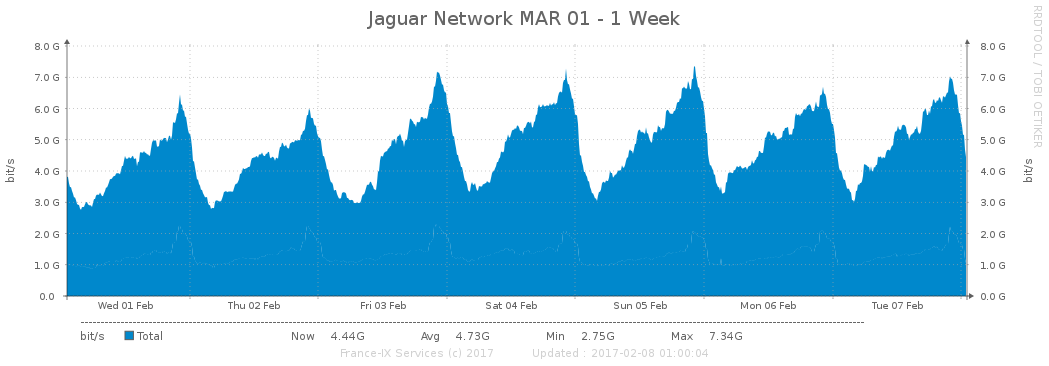 Jaguar Network MAR 01 - 1 Week
RRDTOOL / TOBI OETIKER
8.0 G 8.0 G
7.0 G 7.0 G
6.0 G 6.0 G
5.0 G 5.0 G
4.0 G 4.0 G
3.0 G 3.0 G
2.0 G 2.0 G
1.0 G 1.0 G
0.0 0.0 G
bit/s bit/s
Wed 01 Feb Thu 02 Feb Fri 03 Feb Sat 04 Feb Sun 05 Feb Mon 06 Feb Tue 07 Feb
bit/s Total Now 4.44G Avg 4.73G Min 2.75G Max 7.34G
France-IX Services (c) 2017 Updated : 2017-02-08 01:00:04